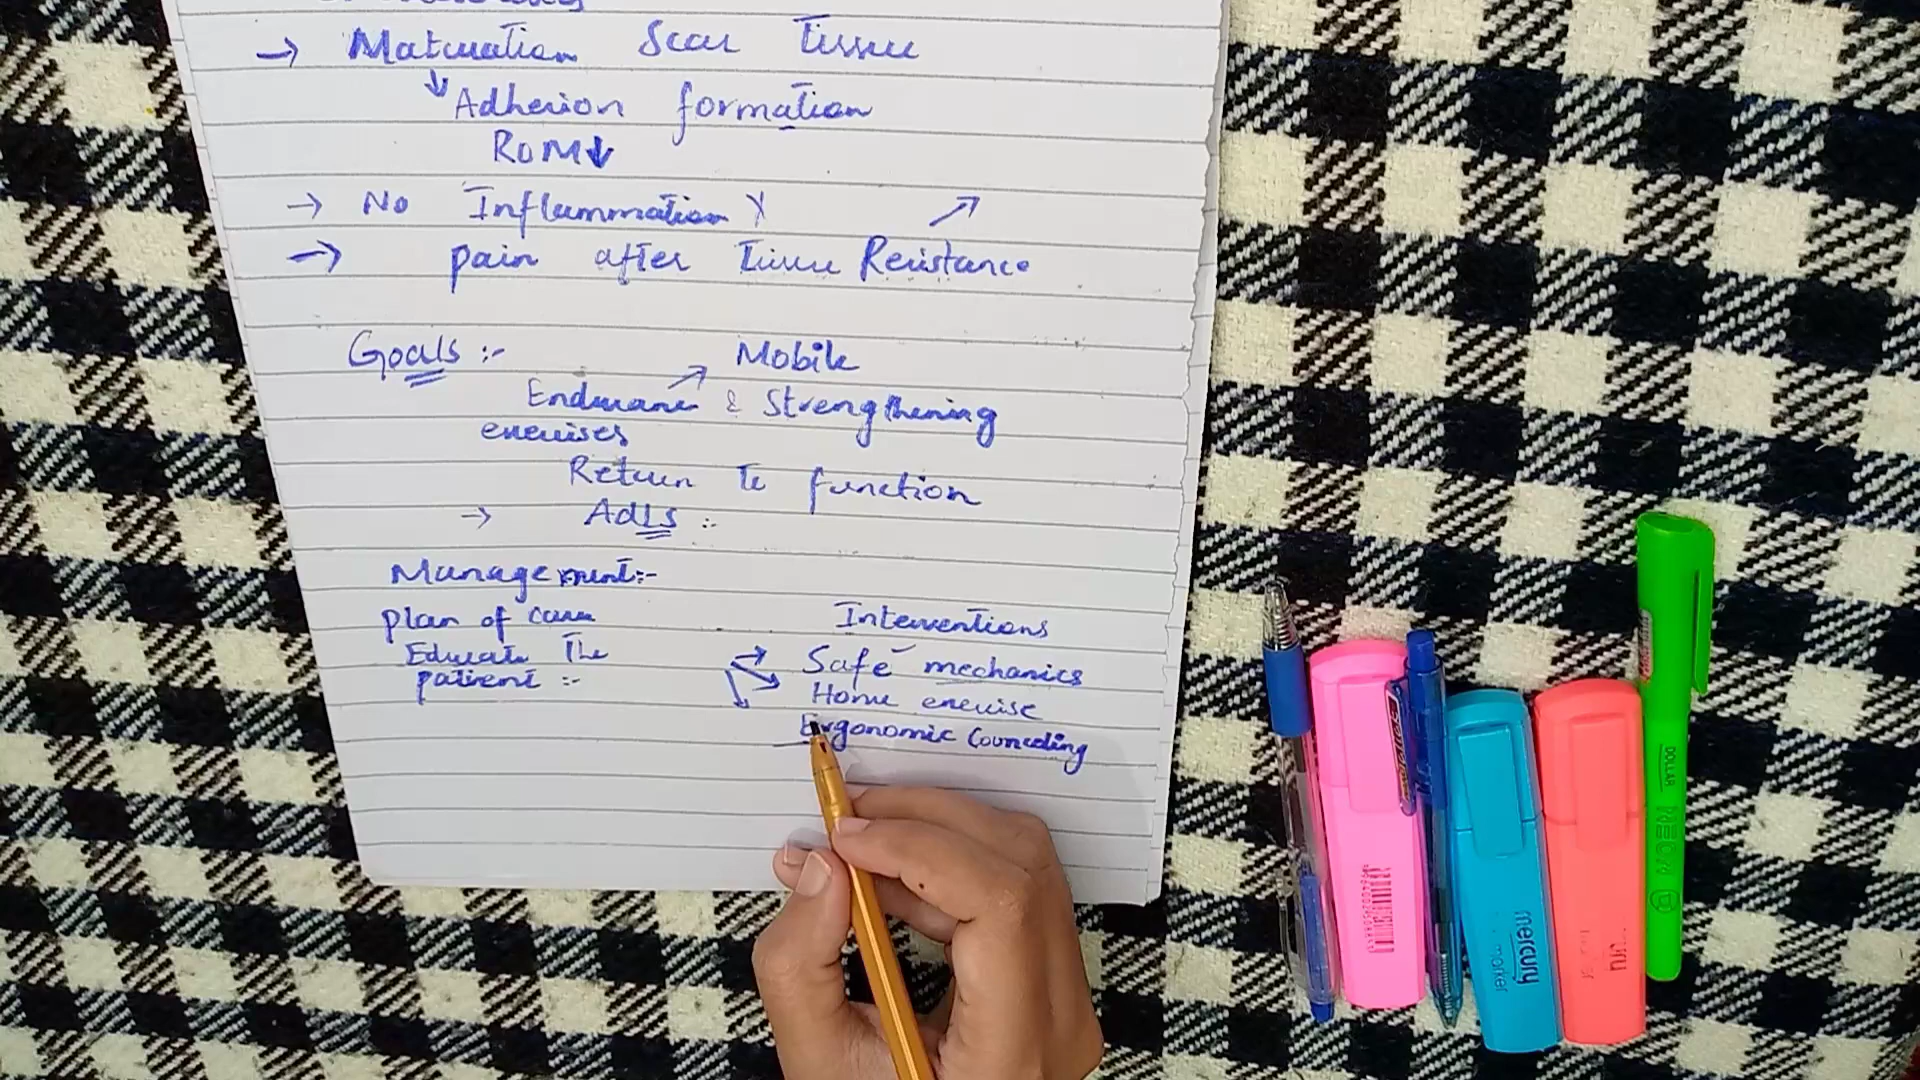 → Maturation Scar Tissue
↓ Adhesion formation
ROM↓
→ No Inflammation X
→ pain after Tissue Resistance
Goals :-
Mobile
Endurance & Strengthening
exercises
Return To function
→ AdLs :-
Management:-
plan of care
Interventions
Educate The
patient :-
→ Safe mechanics
Home exercise
Ergonomic Counceling
mercury
DOLLAR